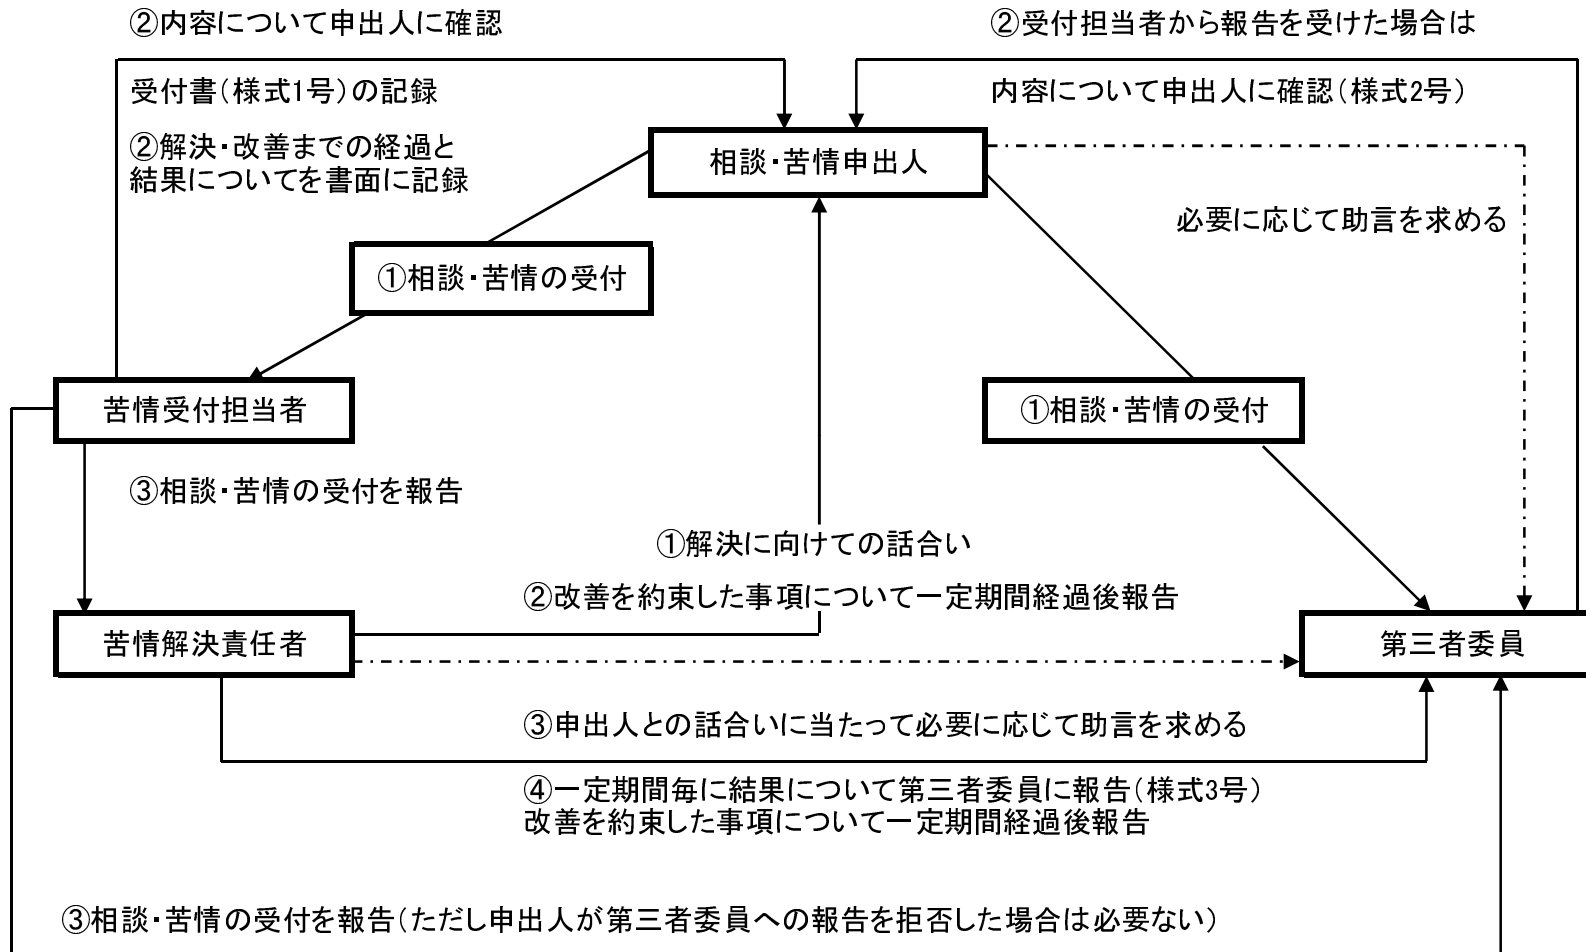 ②内容について申出人に確認
②受付担当者から報告を受けた場合は
受付書(様式1号)の記録
内容について申出人に確認(様式2号)
②解決・改善までの経過と
結果についてを書面に記録
相談・苦情申出人
必要に応じて助言を求める
①相談・苦情の受付
苦情受付担当者
①相談・苦情の受付
③相談・苦情の受付を報告
①解決に向けての話合い
②改善を約束した事項について一定期間経過後報告
苦情解決責任者
第三者委員
③申出人との話合いに当たって必要に応じて助言を求める
④一定期間毎に結果について第三者委員に報告(様式3号)
改善を約束した事項について一定期間経過後報告
③相談・苦情の受付を報告(ただし申出人が第三者委員への報告を拒否した場合は必要ない)